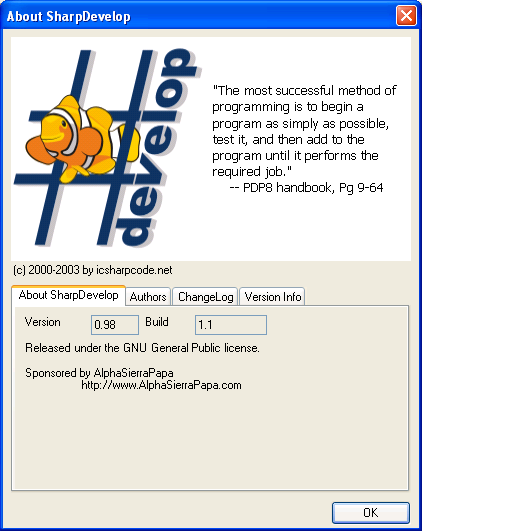 About SharpDevelop
develop
"The most successful method of
programming is to begin a
program as simply as possible,
test it, and then add to the
program until it performs the
required job."
-- PDP8 handbook, Pg 9-64
(c) 2000-2003 by icsharpcode.net
About SharpDevelop Authors ChangeLog Version Info
Version 0.98 Build 1.1
Released under the GNU General Public license.
Sponsored by AlphaSierraPapa
http://www.AlphaSierraPapa.com
OK